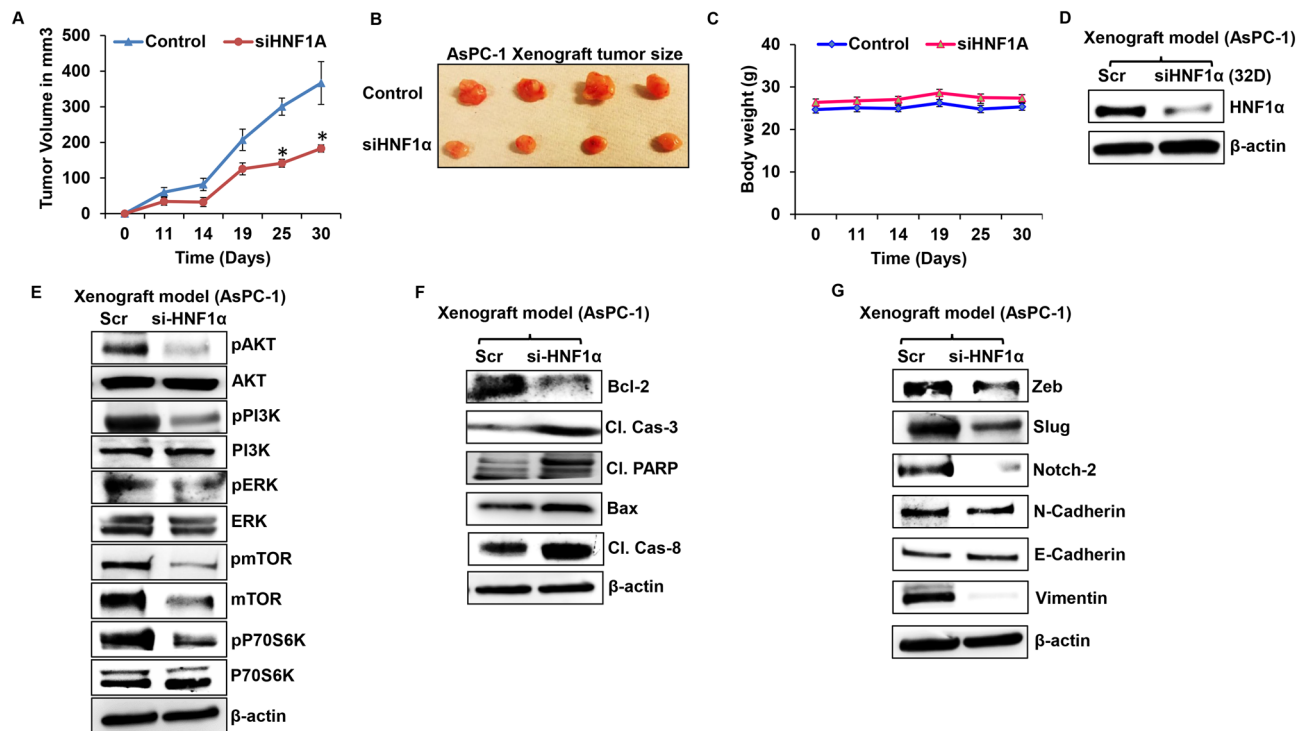 A
Control
siHNF1A
Tumor Volume in mm3
500
400
300
200
100
0
*
*
0 11 14 19 25 30
Time (Days)
B
AsPC-1 Xenograft tumor size
Control
siHNF1α
C
Control
siHNF1A
Body weight (g)
40
30
20
10
0
0 11 14 19 25 30
Time (Days)
D
Xenograft model (AsPC-1)
Scr siHNF1α (32D)
HNF1α
β-actin
E
Xenograft model (AsPC-1)
Scr si-HNF1α
pAKT
AKT
pPI3K
PI3K
pERK
ERK
pmTOR
mTOR
pP70S6K
P70S6K
β-actin
F
Xenograft model (AsPC-1)
Scr si-HNF1α
Bcl-2
Cl. Cas-3
Cl. PARP
Bax
Cl. Cas-8
β-actin
G
Xenograft model (AsPC-1)
Scr si-HNF1α
Zeb
Slug
Notch-2
N-Cadherin
E-Cadherin
Vimentin
β-actin